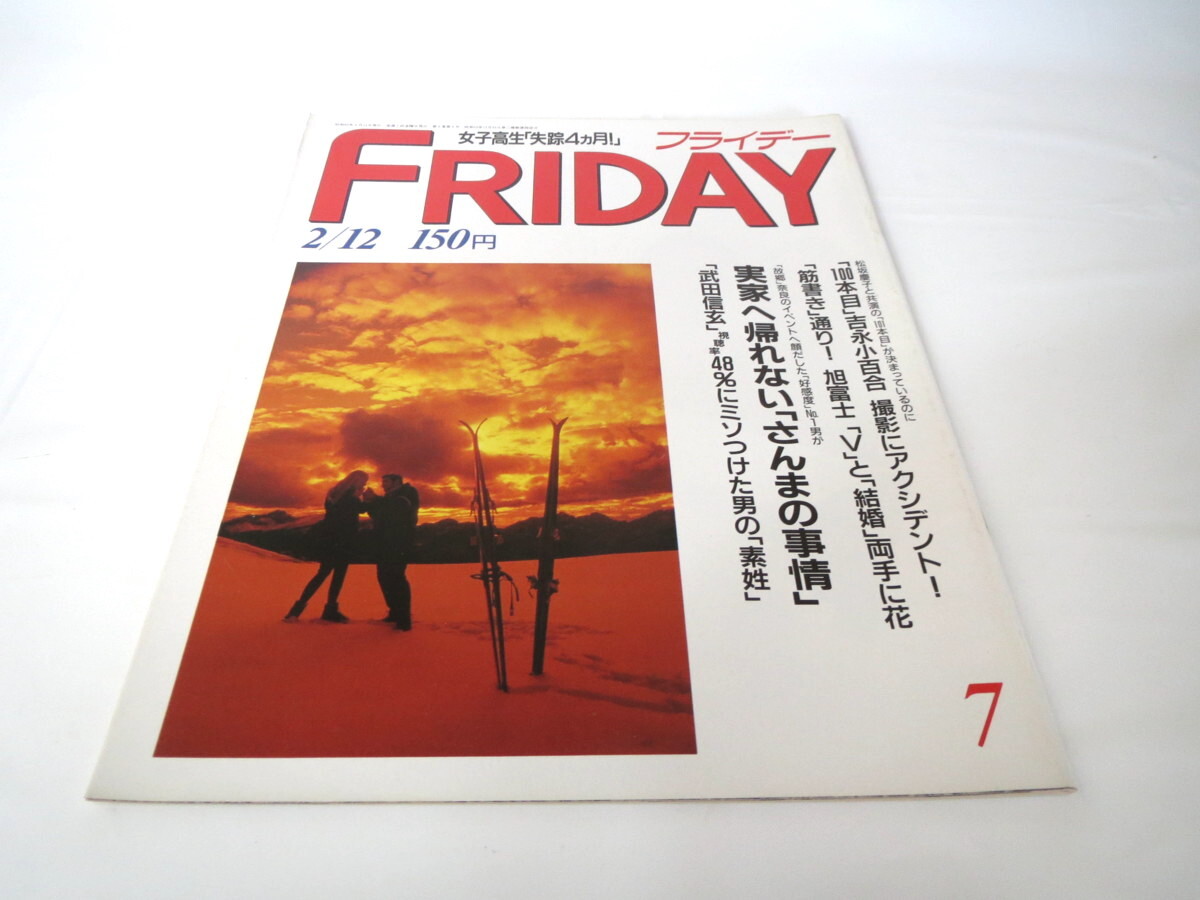 女子高生「失踪4ヵ月!」
フライデー
FRIDAY
2/12 150円
松坂慶子と共演の「101本目」が決まっているのに
「100本目」吉永小百合 撮影にアクシデント!
「筋書き」通り! 旭富士「V」と「結婚」両手に花
「故郷」奈良のイベントへ顔だした「好感度」No.1男が
実家へ帰れない「さんまの事情」
「武田信玄」視聴率48%にミソつけた男の「素姓」
7